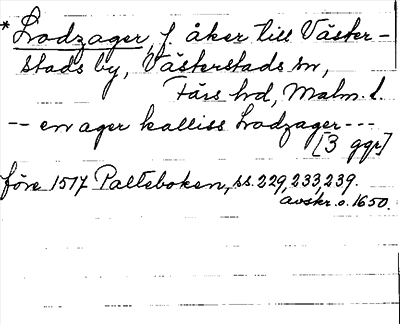 *Lodzager, f. åker till Väster-
stads by, Västerstads sn,
Färs hd, Malm. l.
-- en ager kalliss Lodzager ---
[3 ggr]
före 1517 Palteboken, ss. 229, 233, 239.
avskr. o. 1650.